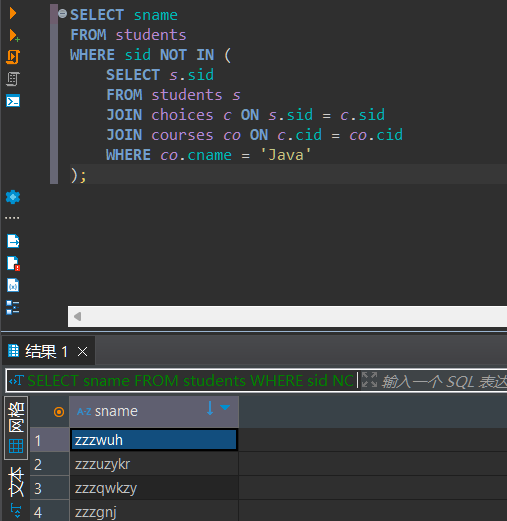 SELECT sname
FROM students
WHERE sid NOT IN (
SELECT s.sid
FROM students s
JOIN choices c ON s.sid = c.sid
JOIN courses co ON c.cid = co.cid
WHERE co.cname = 'Java'
);
结果 1
SELECT sname FROM students WHERE sid NO
输入一个 SQL 表达
网格
文本
A-Z sname
1 zzzwuh
2 zzzuzykr
3 zzzqwkzy
4 zzzgnj